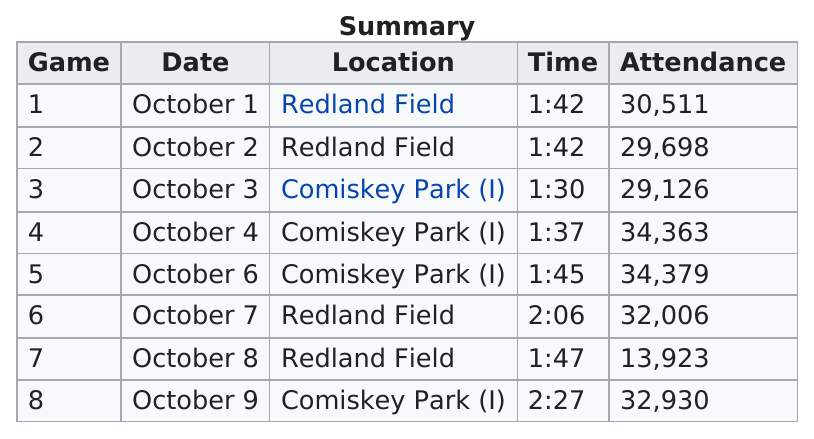 Summary
Game Date Location Time Attendance
1 October 1 Redland Field 1:42 30,511
2 October 2 Redland Field 1:42 29,698
3 October 3 Comiskey Park (I) 1:30 29,126
4 October 4 Comiskey Park (I) 1:37 34,363
5 October 6 Comiskey Park (I) 1:45 34,379
6 October 7 Redland Field 2:06 32,006
7 October 8 Redland Field 1:47 13,923
8 October 9 Comiskey Park (I) 2:27 32,930